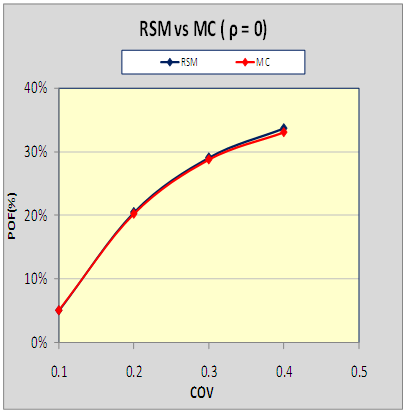 RSM vs MC ( ρ = 0)
RSM MC
40%
30%
20%
10%
0%
POF(%)
0.1 0.2 0.3 0.4 0.5
COV